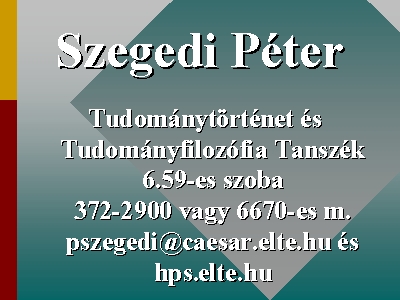 Szegedi Péter
Tudománytörténet és
Tudományfilozófia Tanszék
6.59-es szoba
372-2900 vagy 6670-es m.
pszegedi@caesar.elte.hu és
hps.elte.hu